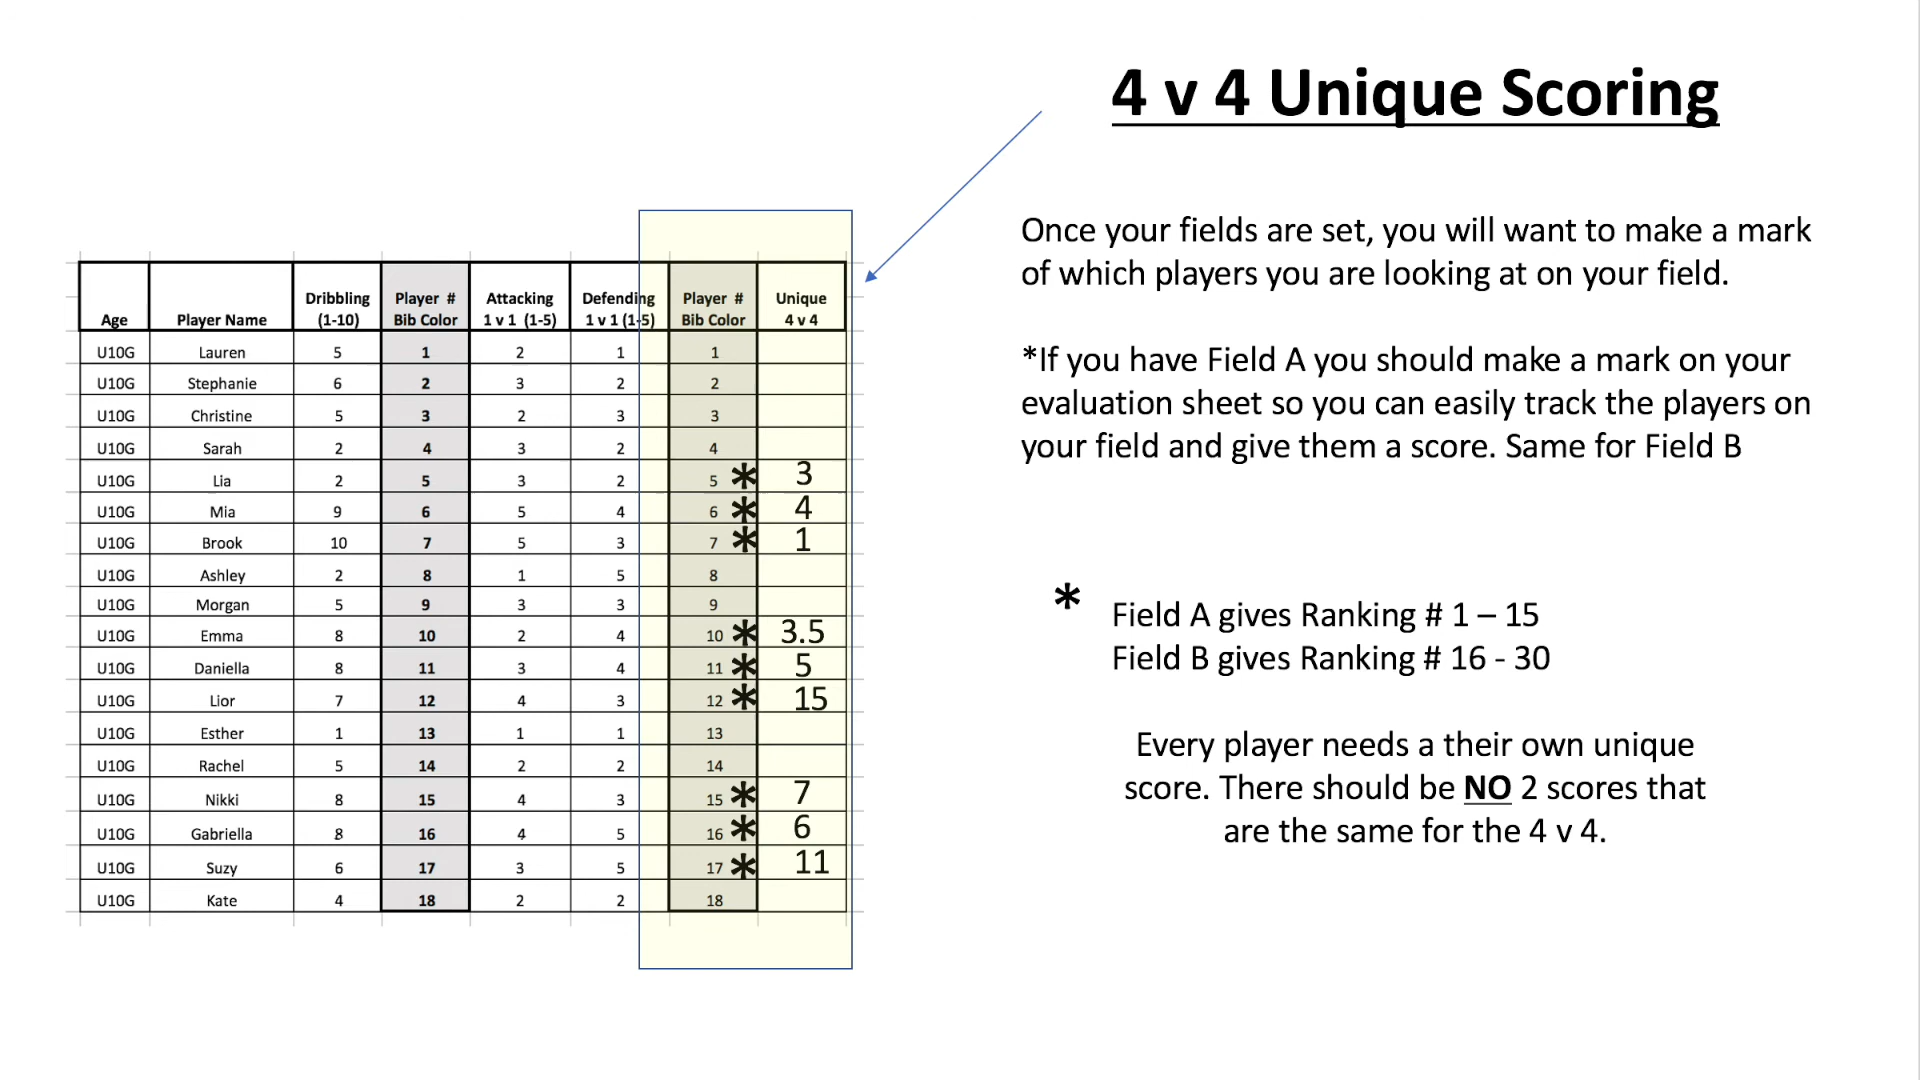 4 v 4 Unique Scoring
Once your fields are set, you will want to make a mark
of which players you are looking at on your field.
*If you have Field A you should make a mark on your
evaluation sheet so you can easily track the players on
your field and give them a score. Same for Field B
* Field A gives Ranking # 1 – 15
Field B gives Ranking # 16 - 30
Every player needs a their own unique
score. There should be NO 2 scores that
are the same for the 4 v 4.
Dribbling Player # Attacking Defending Player # Unique
Age Player Name (1-10) Bib Color 1 v 1 (1-5) 1 v 1 (1-5) Bib Color 4 v 4
U10G Lauren 5 1 2 1 1
U10G Stephanie 6 2 3 2 2
U10G Christine 5 3 2 3 3
U10G Sarah 2 4 3 2 4
U10G Lia 2 5 3 2 5 * 3
U10G Mia 9 6 5 4 6 * 4
U10G Brook 10 7 5 3 7 * 1
U10G Ashley 2 8 1 5 8
U10G Morgan 5 9 3 3 9
U10G Emma 8 10 2 4 10 * 3.5
U10G Daniella 8 11 3 4 11 * 5
U10G Lior 7 12 4 3 12 * 15
U10G Esther 1 13 1 1 13
U10G Rachel 5 14 2 2 14
U10G Nikki 8 15 4 3 15 * 7
U10G Gabriella 8 16 4 5 16 * 6
U10G Suzy 6 17 3 5 17 * 11
U10G Kate 4 18 2 2 18